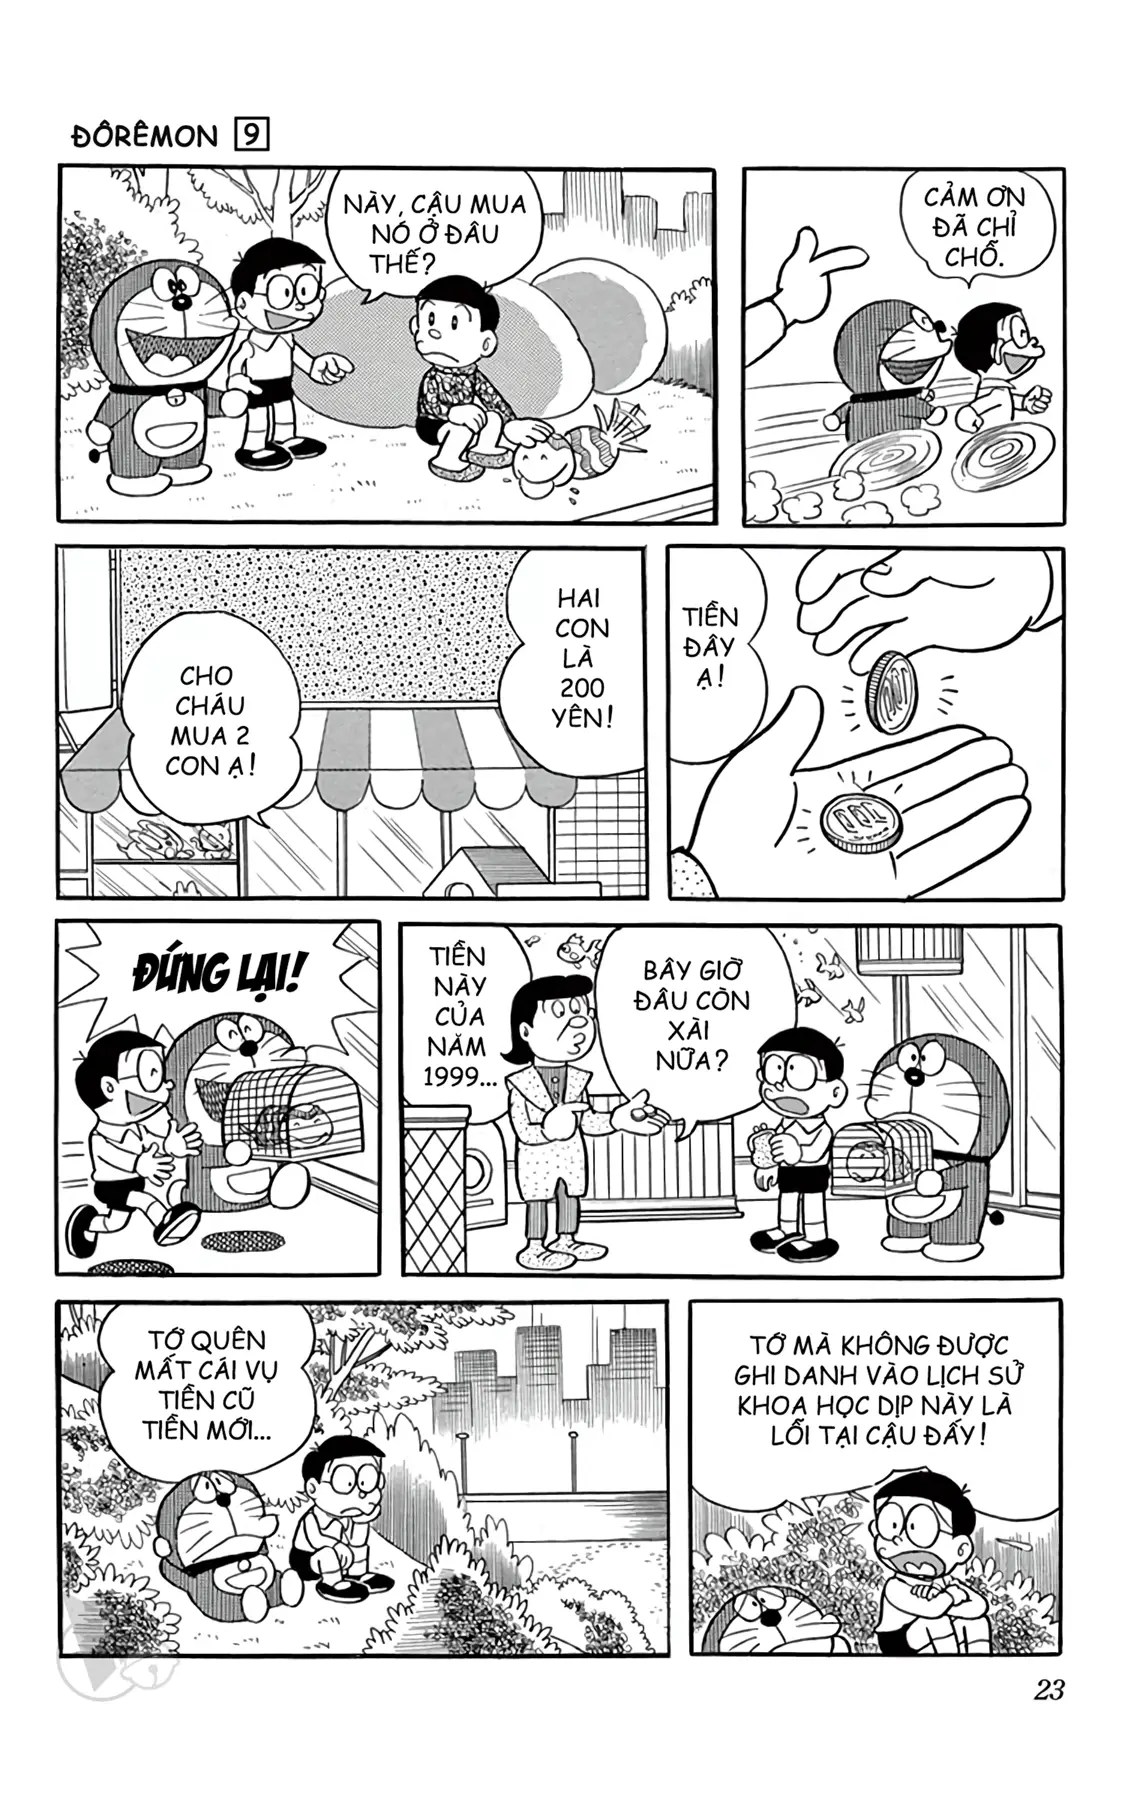 ĐÔRÊMON 9
NÀY, CẬU MUA
NÓ Ở ĐÂU
THẾ?
CẢM ƠN
ĐÃ CHỈ
CHỖ.
CHO
CHÁU
MUA 2
CON Ạ!
HAI
CON
LÀ
200
YÊN!
TIỀN
ĐÂY
Ạ!
100
100
ĐỨNG LẠI!
TIỀN
NÀY
CỦA
NĂM
1999...
BÂY GIỜ
ĐÂU CÒN
XÀI
NỮA?
TỚ QUÊN
MẤT CÁI VỤ
TIỀN CŨ
TIỀN MỚI...
TỚ MÀ KHÔNG ĐƯỢC
GHI DANH VÀO LỊCH SỬ
KHOA HỌC DỊP NÀY LÀ
LỖI TẠI CẬU ĐẤY!
23